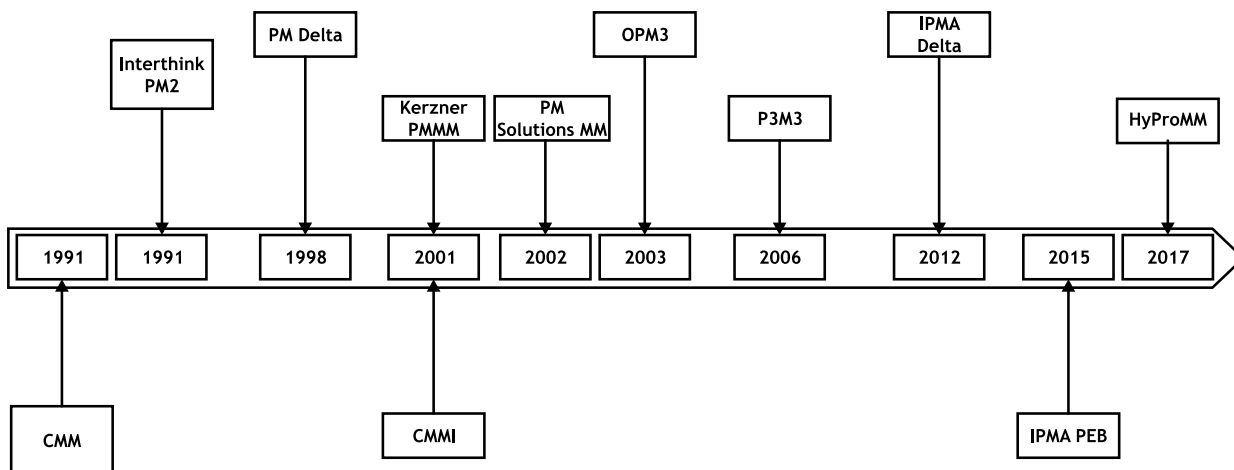 Interthink
PM2
PM Delta
Kerzner
PMMM
PM
Solutions MM
OPM3
P3M3
IPMA
Delta
HyProMM
1991
1991
1998
2001
2002
2003
2006
2012
2015
2017
CMM
CMMI
IPMA PEB